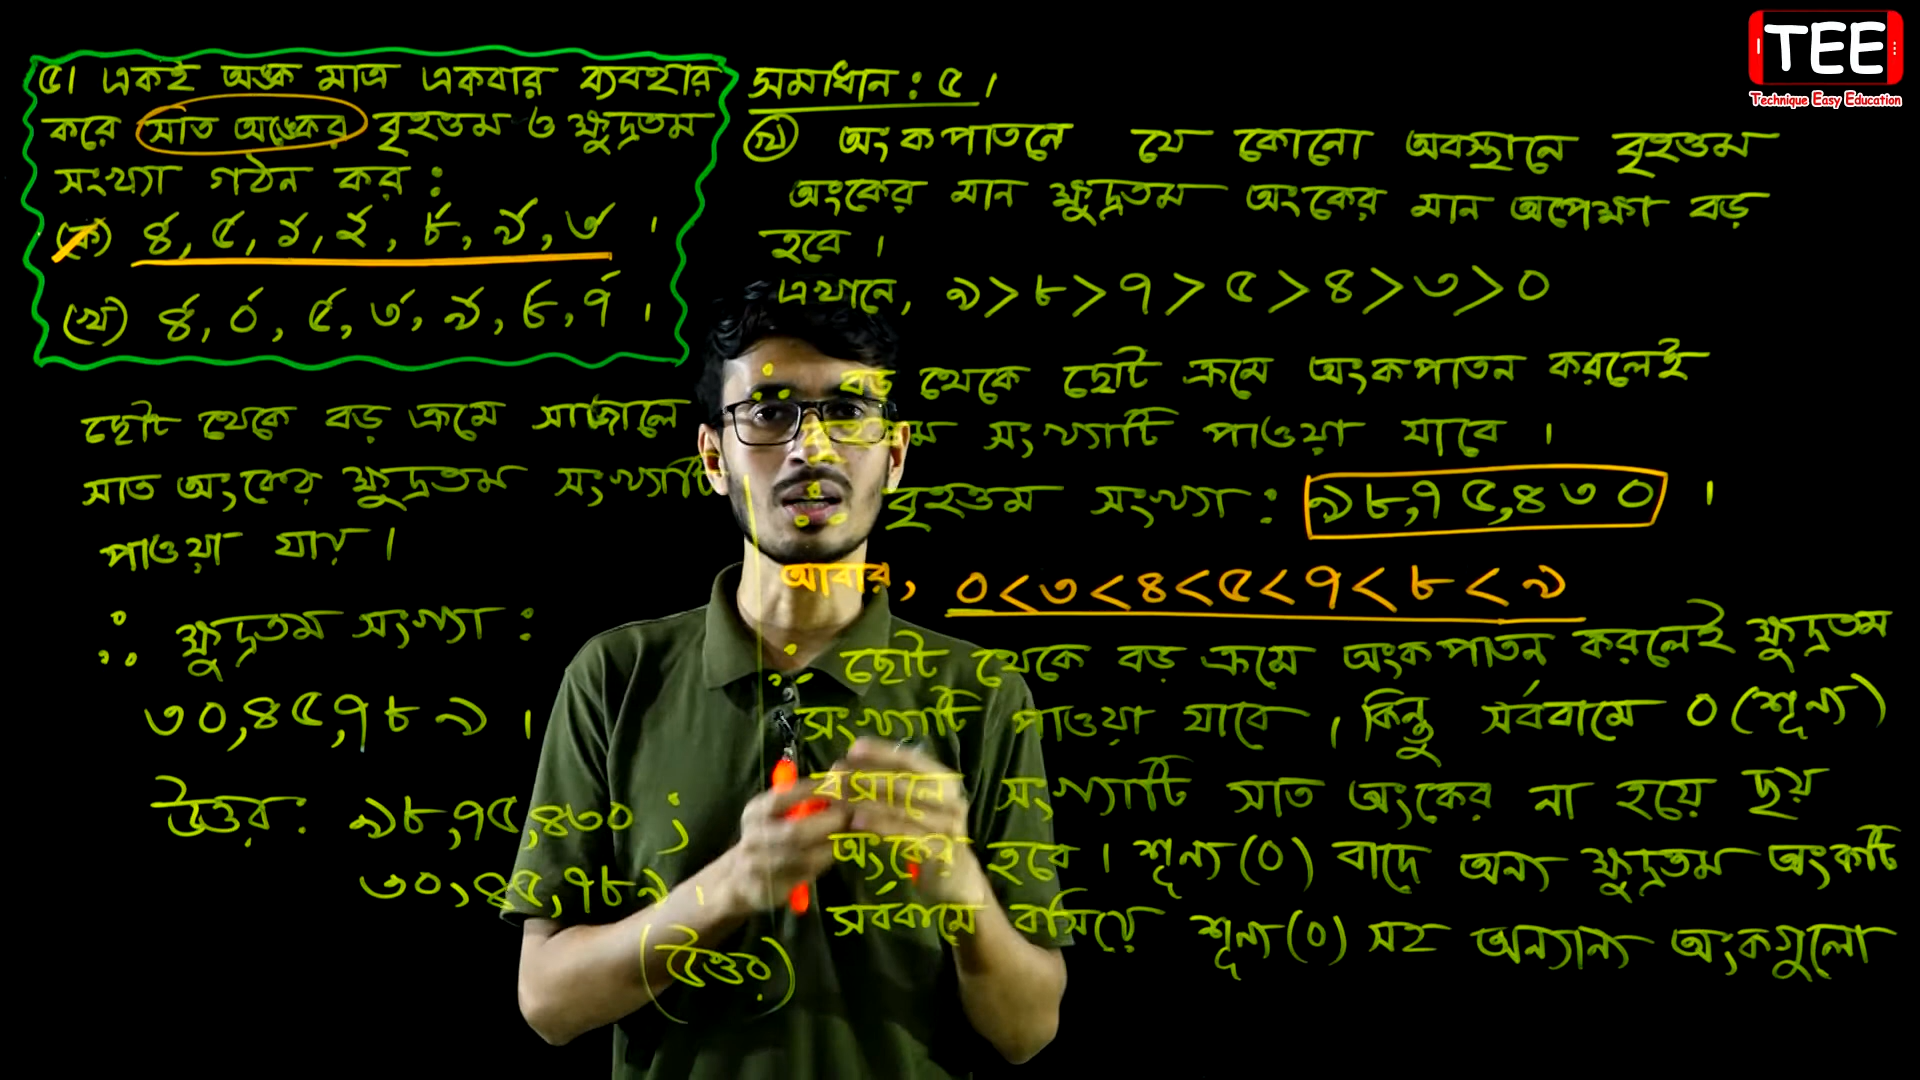 TEE
Technique Easy Education
৫। একই অঙ্ক মাত্র একবার ব্যবহার
করে সাত অঙ্কের বৃহত্তম ও ক্ষুদ্রতম
সংখ্যা গঠন কর :
(ক) ৪, ৫, ১, ২, ৮, ৯, ৩ ।
(খ) ৪, ০, ৫, ৩, ৯, ৮, ৭ ।
সমাধান : ৫ ।
(খ) অংকপাতনে যে কোনো অবস্থানে বৃহত্তম
অংকের মান ক্ষুদ্রতম অংকের মান অপেক্ষা বড়
হবে ।
এখানে, ৯>৮>৭>৫>৪>৩>০
∴ বড় থেকে ছোট ক্রমে অংকপাতন করলেই
বৃহত্তম সংখ্যাটি পাওয়া যাবে ।
∴ বৃহত্তম সংখ্যা : ৯৮,৭৫,৪৩০ ।
আবার, ০<৩<৪<৫<৭<৮<৯
∴ ছোট থেকে বড় ক্রমে অংকপাতন করলেই ক্ষুদ্রতম
সংখ্যাটি পাওয়া যাবে । কিন্তু সর্ববামে ০ (শূন্য)
বসালে সংখ্যাটি সাত অংকের না হয়ে ছয়
অংকের হবে । শূন্য (০) বাদে অন্য ক্ষুদ্রতম অংকটি
সর্ববামে বসিয়ে শূন্য (০) সহ অন্যান্য অংকগুলো
ছোট থেকে বড় ক্রমে সাজালে
সাত অংকের ক্ষুদ্রতম সংখ্যাটি
পাওয়া যায় ।
∴ ক্ষুদ্রতম সংখ্যা :
৩০,৪৫,৭৮৯ ।
উত্তর : ৯৮,৭৫,৪৩০ ;
৩০,৪৫,৭৮৯ ।
(উত্তর)